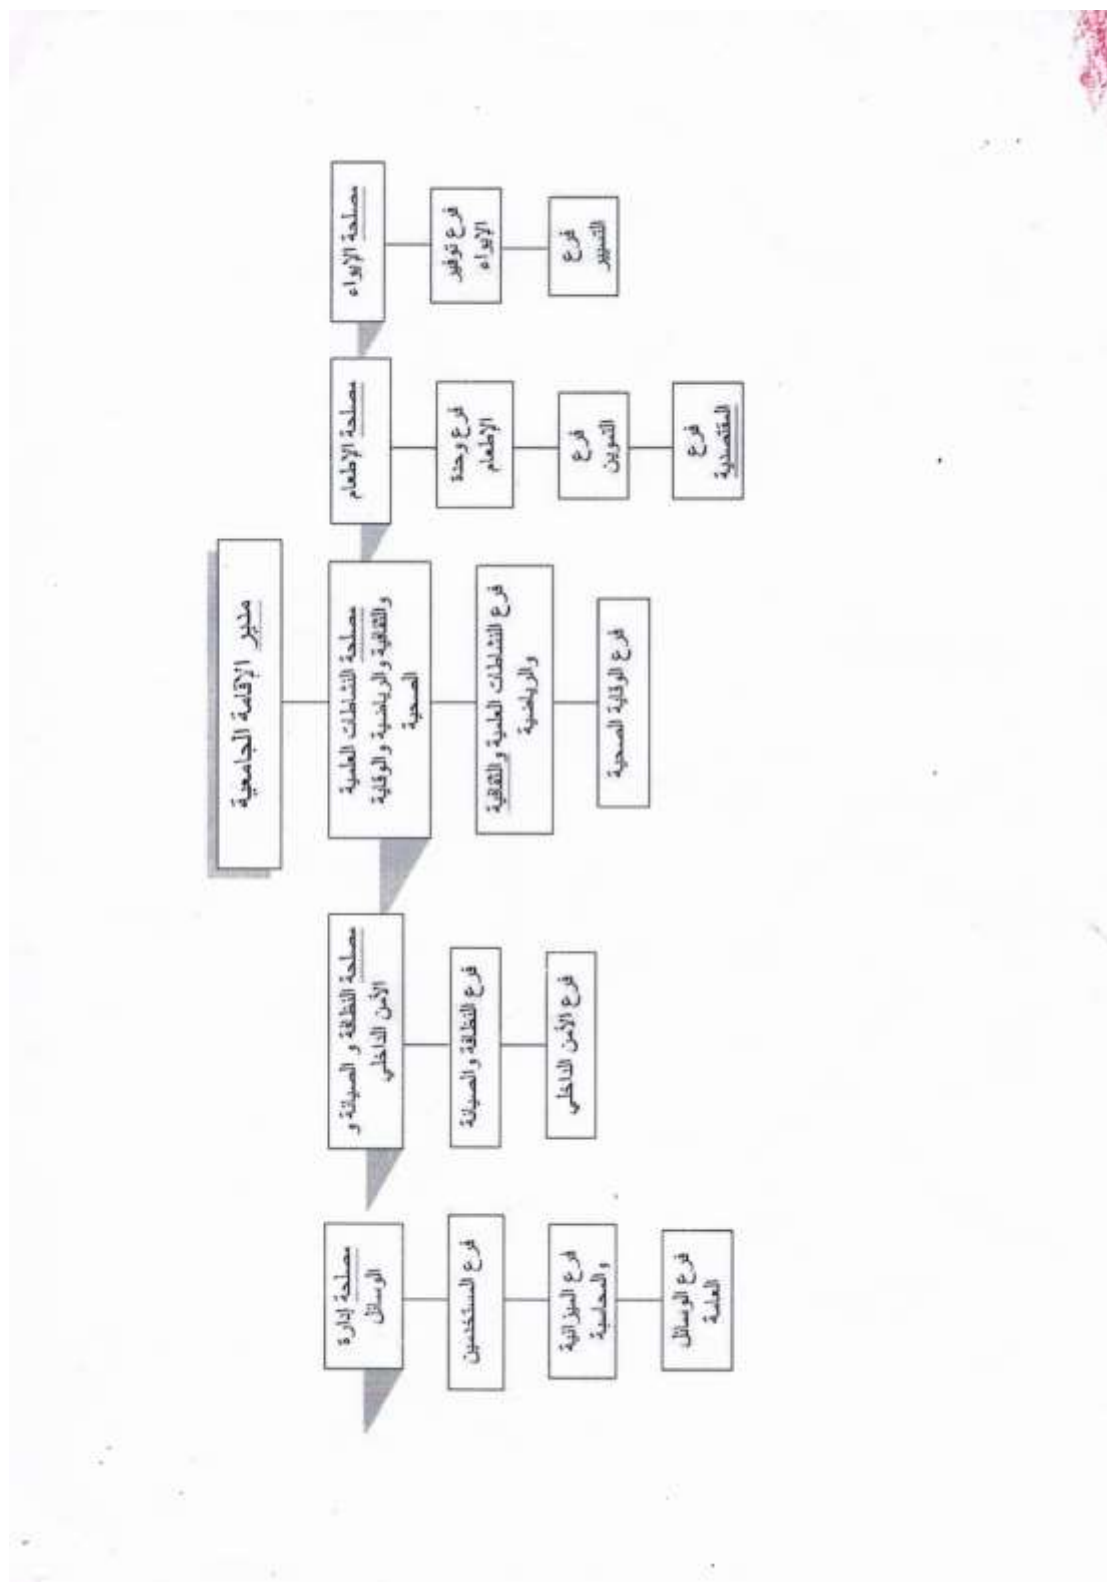 مدير الإقامة الجامعية
مصلحة الإيواء
فرع توفير
الإيواء
فرع
التسيير
مصلحة الإطعام
فرع وحدة
الإطعام
فرع
التموين
فرع
المقتصدية
مصلحة النشاطات العلمية
والثقافية والرياضية والوقاية
الصحية
فرع النشاطات العلمية والثقافية
والرياضية
فرع الوقاية الصحية
مصلحة النظافة و الصيانة و
الأمن الداخلي
فرع النظافة والصيانة
فرع الأمن الداخلي
مصلحة إدارة
الوسائل
فرع المستخدمين
فرع الميزانية
والمحاسبة
فرع الوسائل
العامة